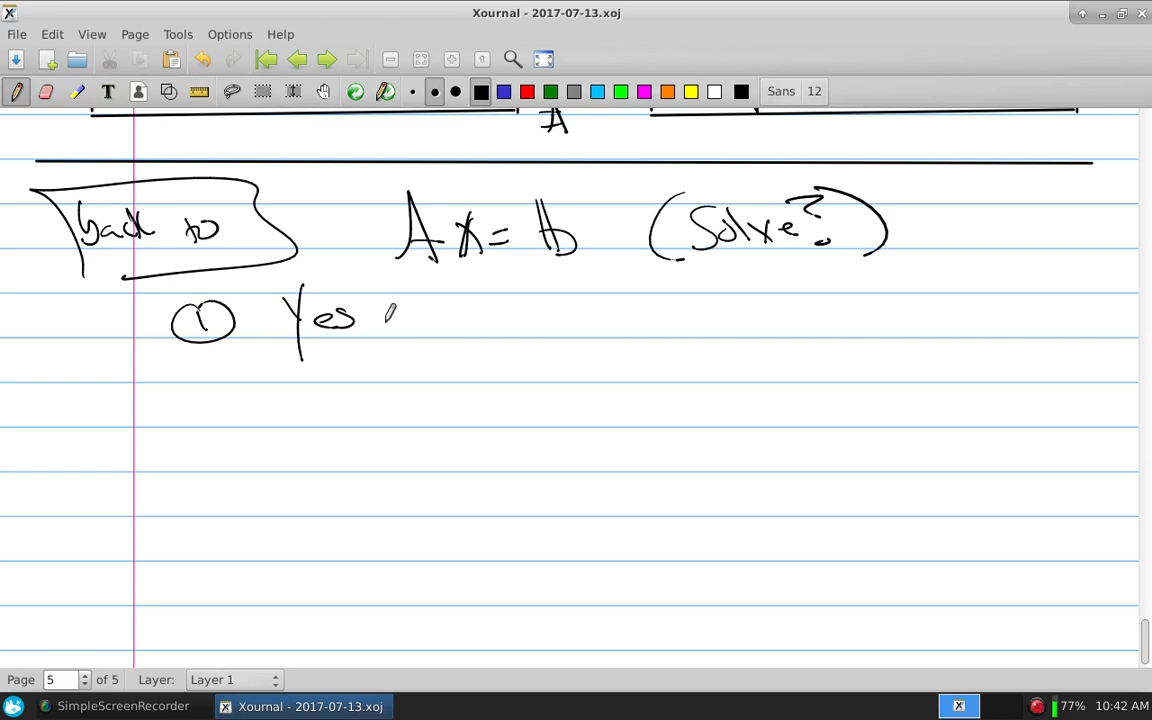 Xournal - 2017-07-13.xoj
File Edit View Page Tools Options Help
T Sans 12
A
back to Ax = b (Solve?)
① Yes
Page 5 of 5 Layer: Layer 1
SimpleScreenRecorder Xournal - 2017-07-13.xoj 77% 10:42 AM